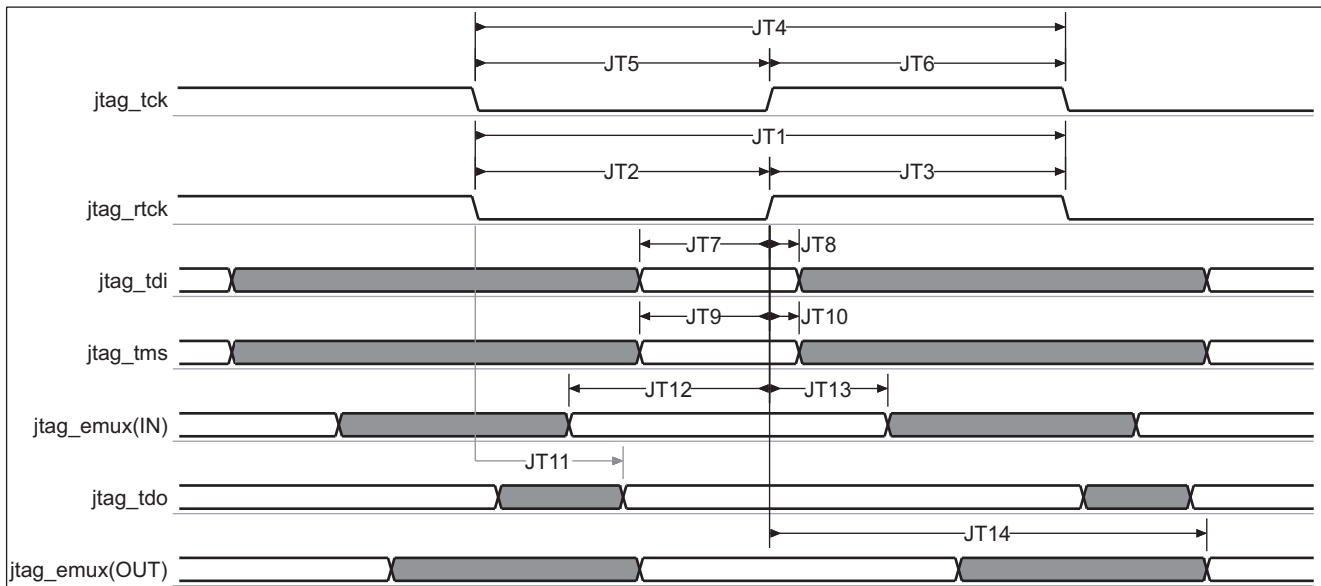 JT4
JT5 JT6
jtag_tck
JT1
JT2 JT3
jtag_rtck
JT7 JT8
jtag_tdi
JT9 JT10
jtag_tms
JT12 JT13
jtag_emux(IN)
JT11
jtag_tdo
JT14
jtag_emux(OUT)